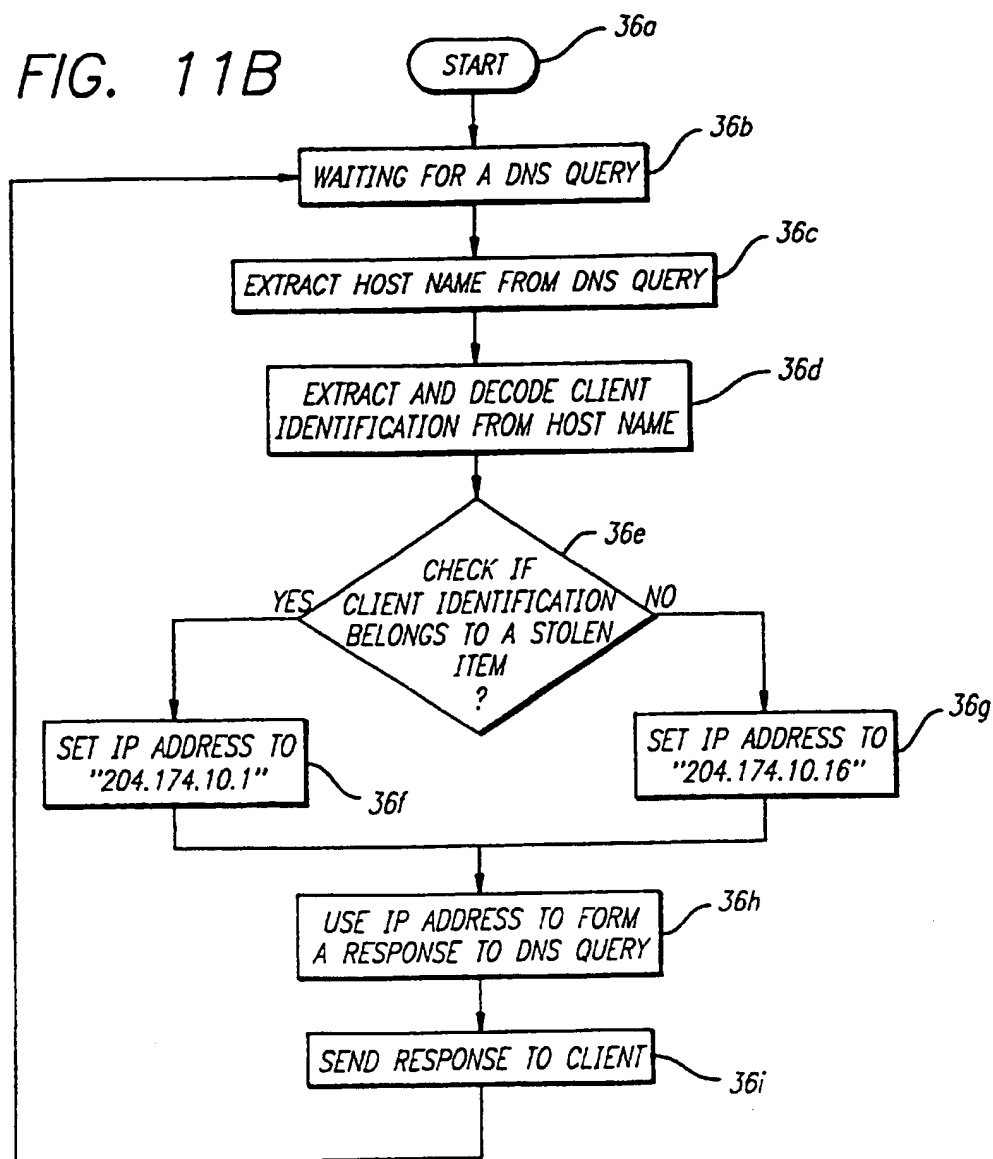 FIG. 11B
START
36a
WAITING FOR A DNS QUERY
36b
EXTRACT HOST NAME FROM DNS QUERY
36c
EXTRACT AND DECODE CLIENT
IDENTIFICATION FROM HOST NAME
36d
CHECK IF
CLIENT IDENTIFICATION
BELONGS TO A STOLEN
ITEM
?
36e
YES
NO
SET IP ADDRESS TO
"204.174.10.1"
36f
SET IP ADDRESS TO
"204.174.10.16"
36g
USE IP ADDRESS TO FORM
A RESPONSE TO DNS QUERY
36h
SEND RESPONSE TO CLIENT
36i